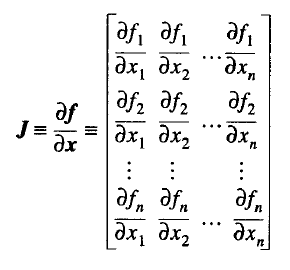 J ≡ ∂f/∂x ≡ [ ∂f₁/∂x₁ ∂f₁/∂x₂ ⋯ ∂f₁/∂xₙ
∂f₂/∂x₁ ∂f₂/∂x₂ ⋯ ∂f₂/∂xₙ
⋮ ⋮ ⋮
∂fₙ/∂x₁ ∂fₙ/∂x₂ ⋯ ∂fₙ/∂xₙ ]